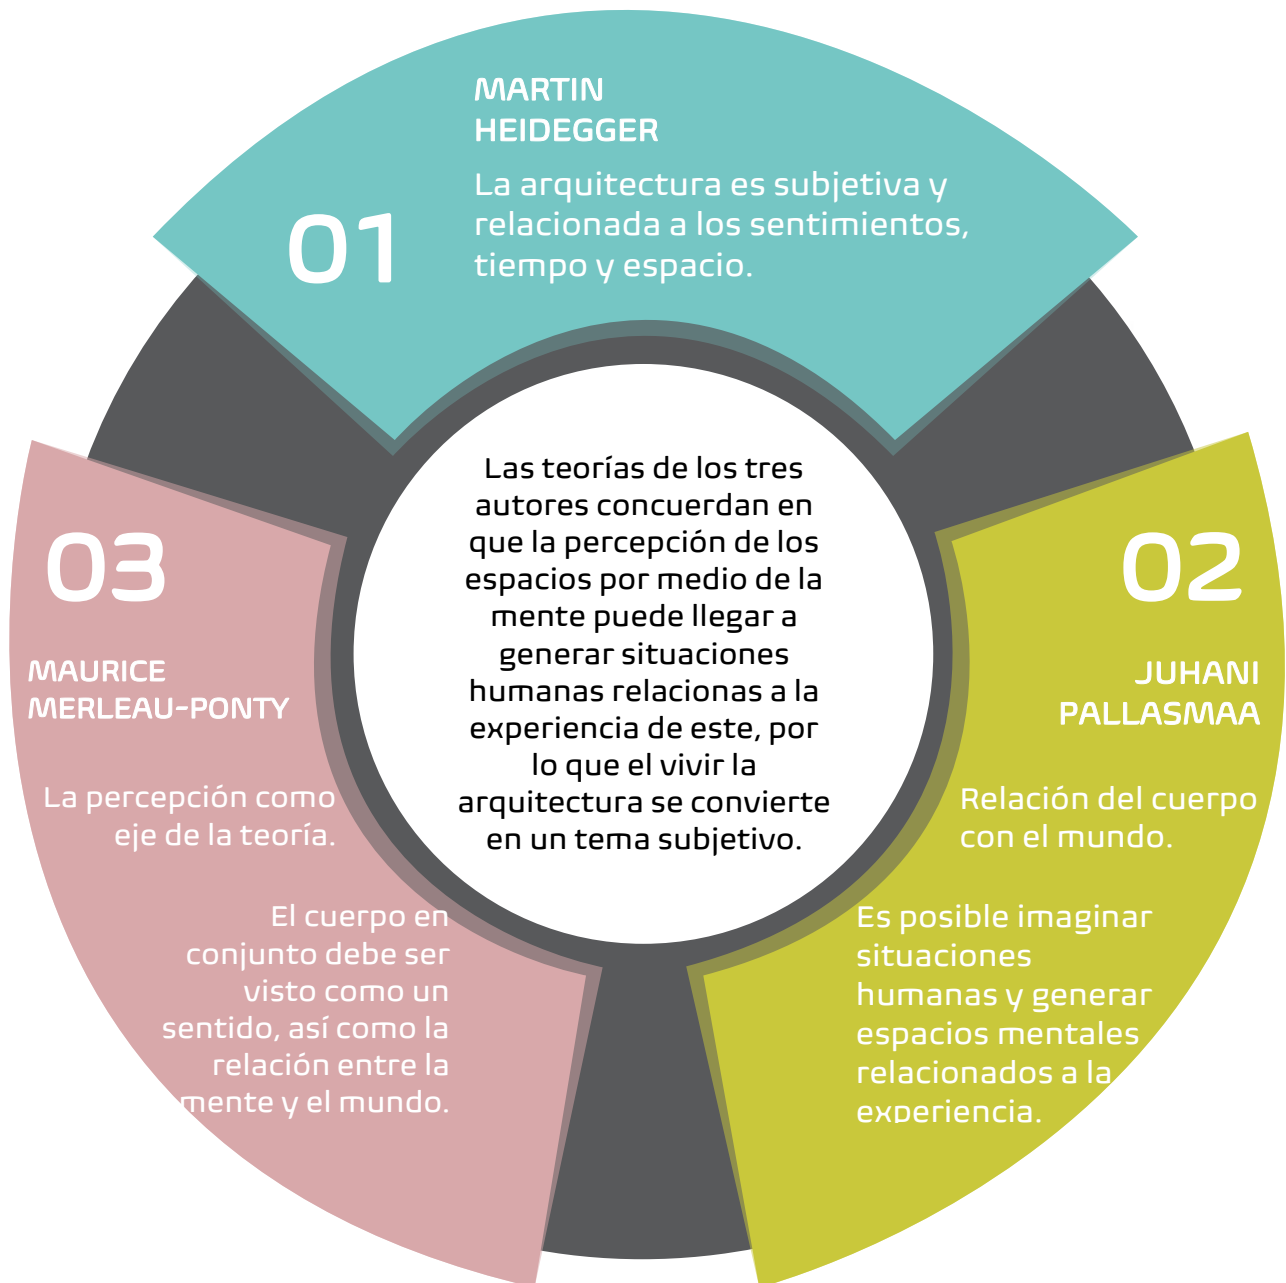 MARTIN
HEIDEGGER
01
La arquitectura es subjetiva y
relacionada a los sentimientos,
tiempo y espacio.
Las teorías de los tres
autores concuerdan en
que la percepción de los
espacios por medio de la
mente puede llegar a
generar situaciones
humanas relacionas a la
experiencia de este, por
lo que el vivir la
arquitectura se convierte
en un tema subjetivo.
02
JUHANI
PALLASMAA
Relación del cuerpo
con el mundo.
Es posible imaginar
situaciones
humanas y generar
espacios mentales
relacionados a la
experiencia.
03
MAURICE
MERLEAU-PONTY
La percepción como
eje de la teoría.
El cuerpo en
conjunto debe ser
visto como un
sentido, así como la
relación entre la
mente y el mundo.